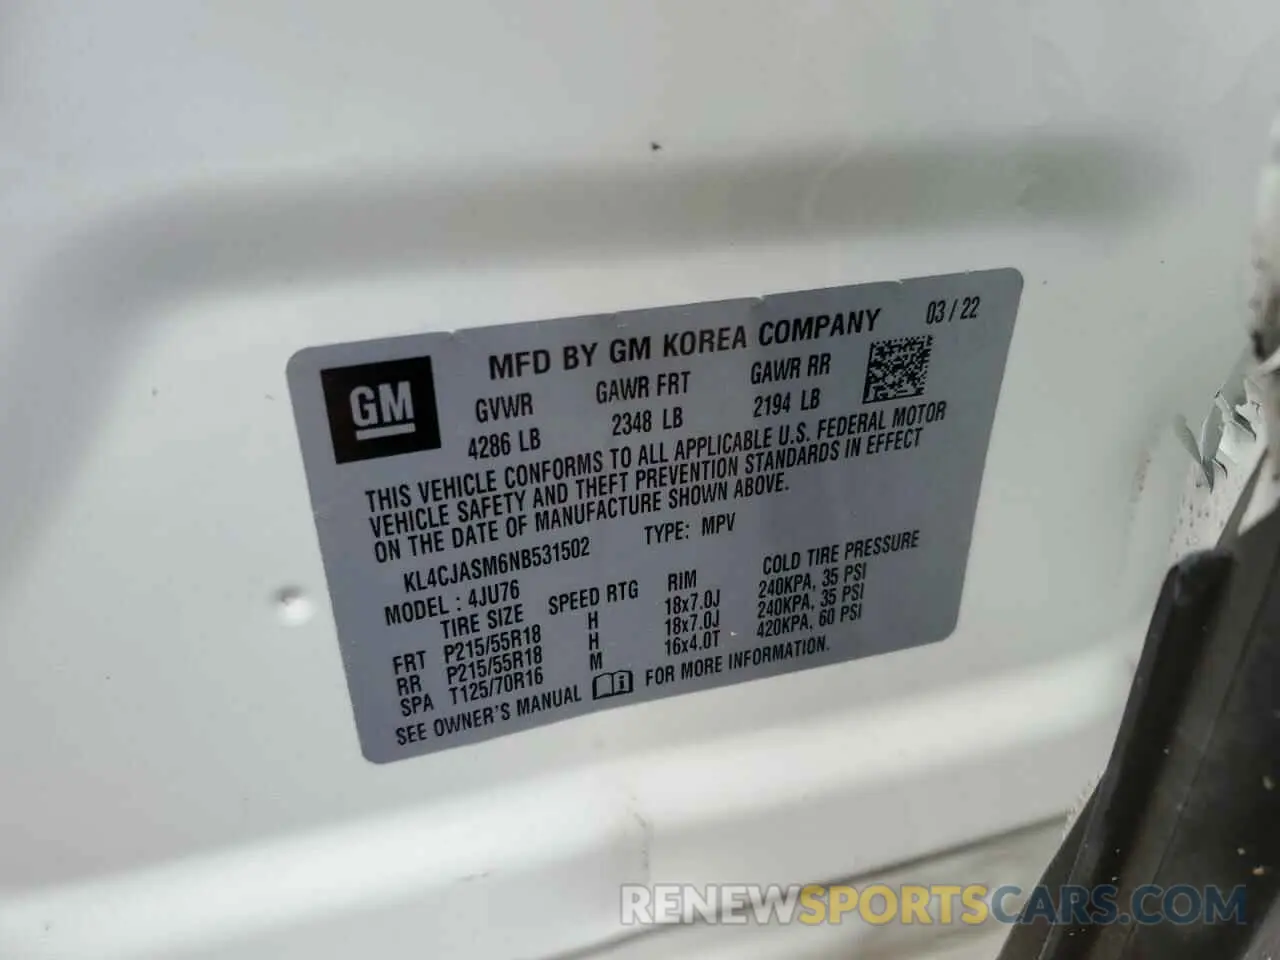 GM
MFD BY GM KOREA COMPANY 03 / 22
GVWR GAWR FRT GAWR RR
4286 LB 2348 LB 2194 LB
THIS VEHICLE CONFORMS TO ALL APPLICABLE U.S. FEDERAL MOTOR
VEHICLE SAFETY AND THEFT PREVENTION STANDARDS IN EFFECT
ON THE DATE OF MANUFACTURE SHOWN ABOVE.
KL4CJASM6NB531502 TYPE: MPV
MODEL : 4JU76
TIRE SIZE SPEED RTG RIM COLD TIRE PRESSURE
FRT P215/55R18 H 18x7.0J 240KPA, 35 PSI
RR P215/55R18 H 18x7.0J 240KPA, 35 PSI
SPA T125/70R16 M 16x4.0T 420KPA, 60 PSI
SEE OWNER'S MANUAL FOR MORE INFORMATION.
RENEWSPORTSCARS.COM